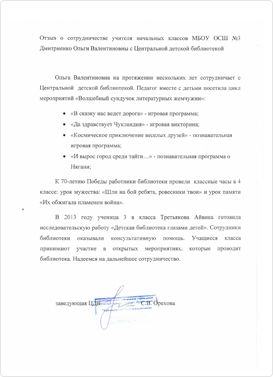 Отзыв о сотрудничестве учителя начальных классов МБОУ ОСШ №3
Дмитриенко Ольги Валентиновны с Центральной детской библиотекой
Ольга Валентиновна на протяжении нескольких лет сотрудничает с
Центральной детской библиотекой. Педагог вместе с детьми посетила цикл
мероприятий «Волшебный сундучок литературных жемчужин»:
«В сказку нас ведет дорога» - игровая программа;
«Да здравствует Чукландия» - игровая викторина;
«Космическое приключение веселых друзей» - познавательная
игровая программа;
«И вырос город среди тайги…» - познавательная программа о
Нягани;
К 70-летию Победы работники библиотеки провели классные часы в 4
классе: урок мужества: «Шли на бой ребята, ровесники твои» и урок памяти
«Их обжигала пламенем война».
В 2013 году ученица 3 в класса Третьякова Айвина готовила
исследовательскую работу «Детская библиотека глазами детей». Сотрудники
библиотеки оказывали консультативную помощь. Учащиеся класса
принимают участие в открытых мероприятиях, которые проводит
библиотека. Надеемся на дальнейшее сотрудничество.
заведующая ЦДБ С.В. Орехова